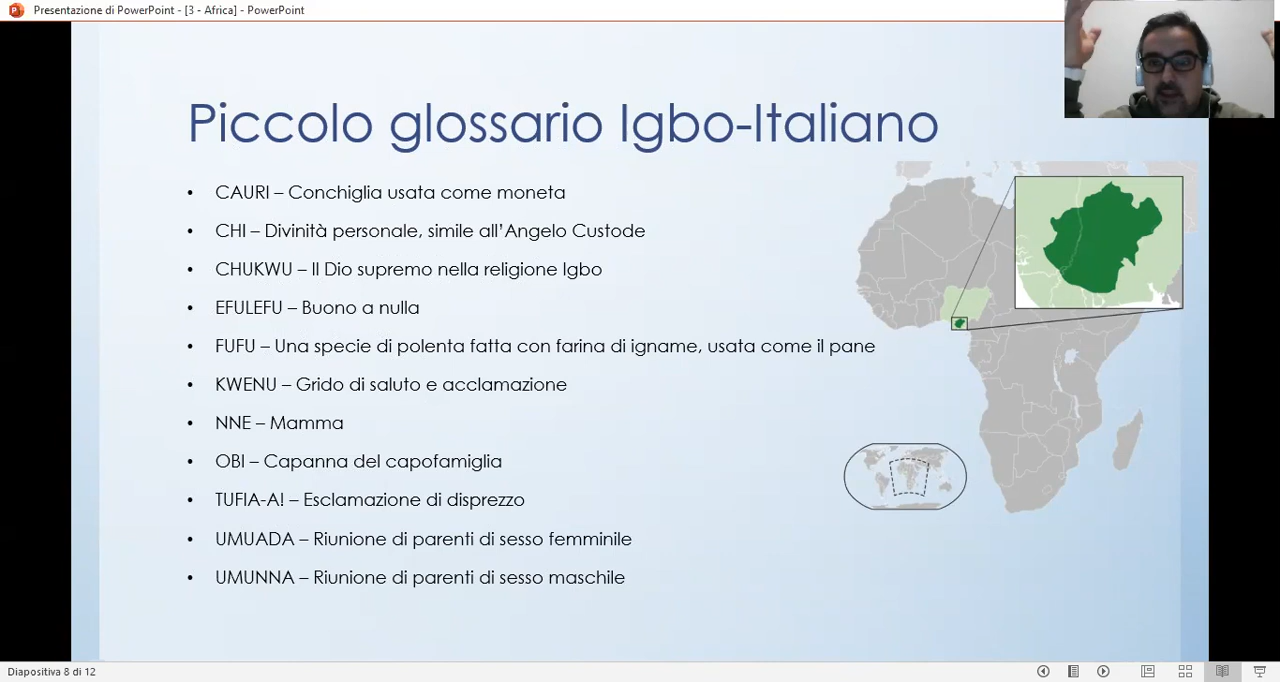 Presentazione di PowerPoint - [3 - Africa] - PowerPoint
Piccolo glossario Igbo-Italiano
• CAURI – Conchiglia usata come moneta
• CHI – Divinità personale, simile all’Angelo Custode
• CHUKWU – Il Dio supremo nella religione Igbo
• EFULEFU – Buono a nulla
• FUFU – Una specie di polenta fatta con farina di igname, usata come il pane
• KWENU – Grido di saluto e acclamazione
• NNE – Mamma
• OBI – Capanna del capofamiglia
• TUFIA-A! – Esclamazione di disprezzo
• UMUADA – Riunione di parenti di sesso femminile
• UMUNNA – Riunione di parenti di sesso maschile
Diapositiva 8 di 12